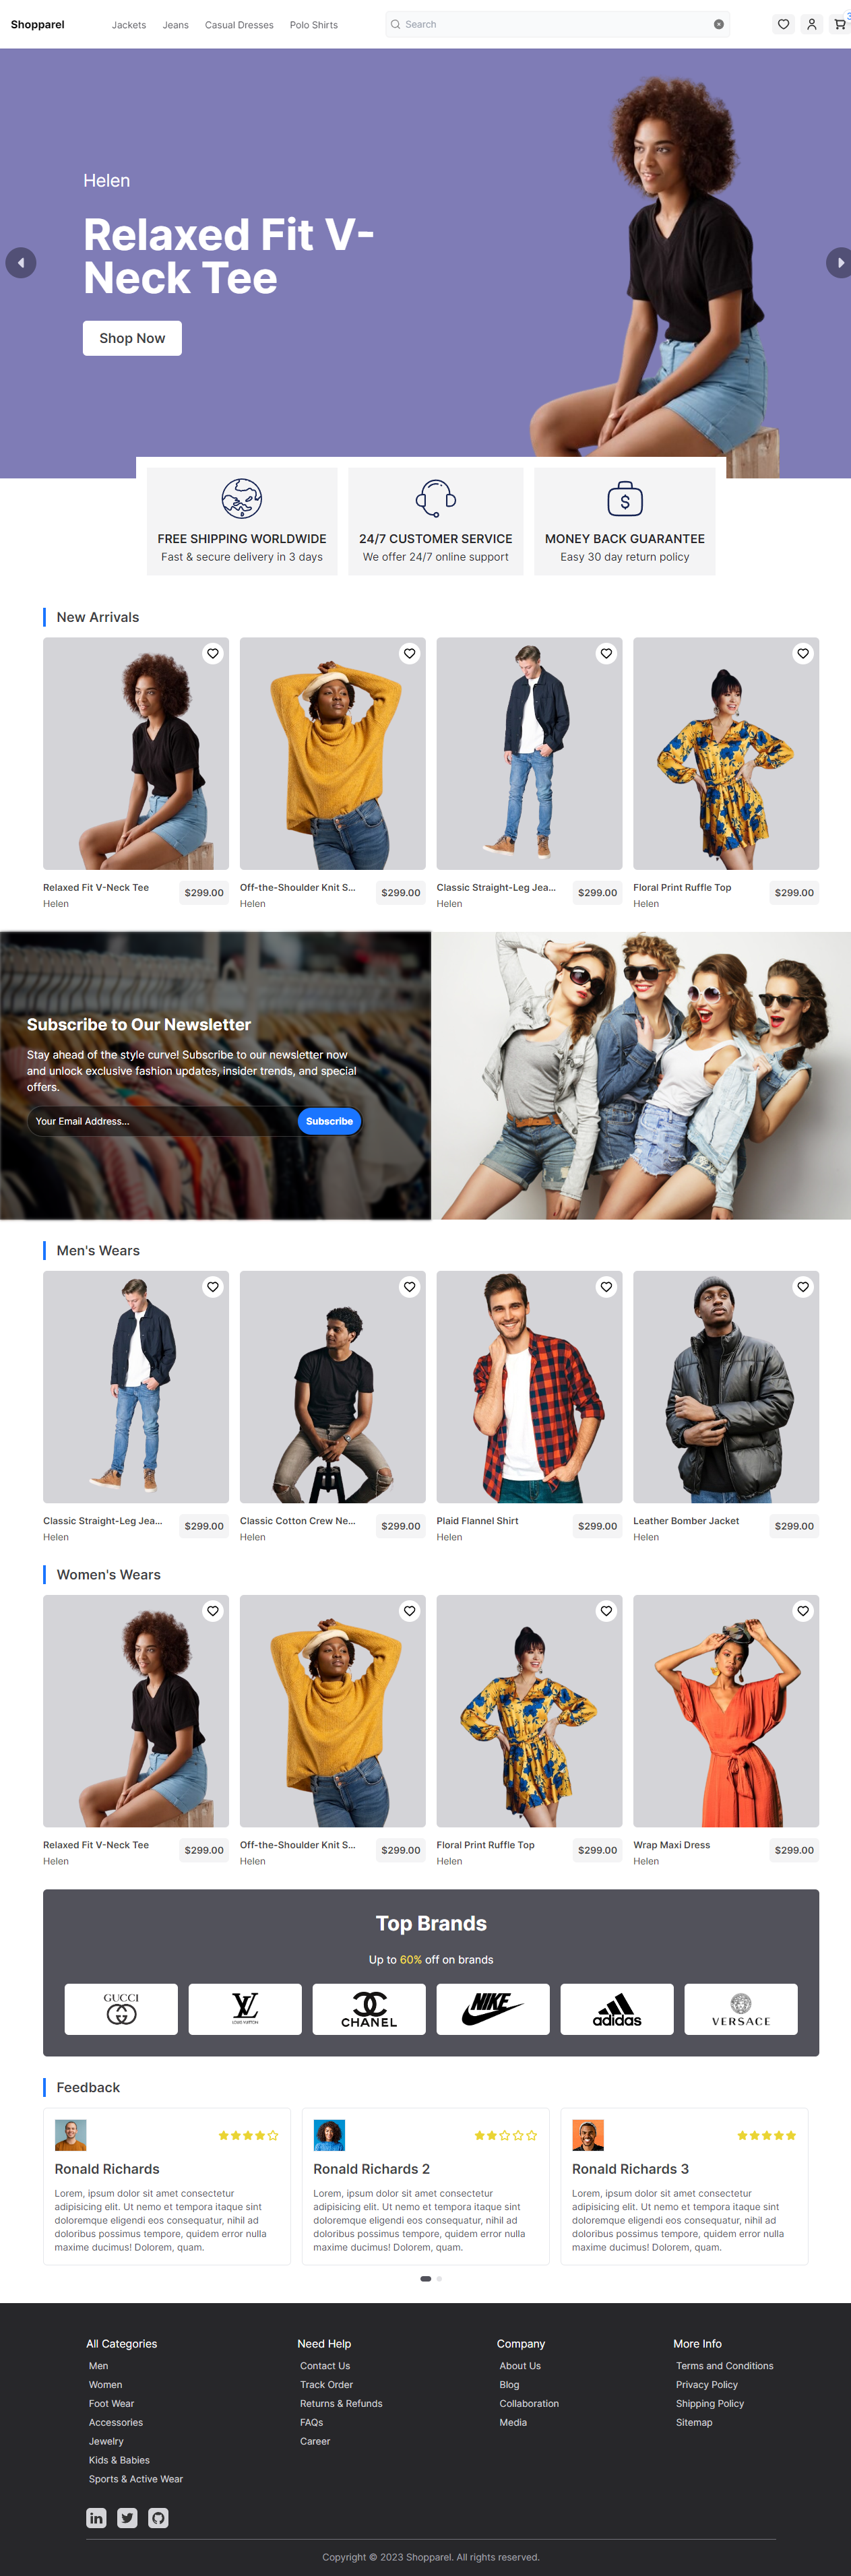 Shopparel
Jackets
Jeans
Casual Dresses
Polo Shirts
Search
Helen
Relaxed Fit V-
Neck Tee
Shop Now
FREE SHIPPING WORLDWIDE
Fast & secure delivery in 3 days
24/7 CUSTOMER SERVICE
We offer 24/7 online support
$
MONEY BACK GUARANTEE
Easy 30 day return policy
New Arrivals
Relaxed Fit V-Neck Tee
$299.00
Helen
Off-the-Shoulder Knit S...
$299.00
Helen
Classic Straight-Leg Jea...
$299.00
Helen
Floral Print Ruffle Top
$299.00
Helen
Subscribe to Our Newsletter
Stay ahead of the style curve! Subscribe to our newsletter now
and unlock exclusive fashion updates, insider trends, and special
offers.
Your Email Address...
Subscribe
Men's Wears
Classic Straight-Leg Jea...
$299.00
Helen
Classic Cotton Crew Ne...
$299.00
Helen
Plaid Flannel Shirt
$299.00
Helen
Leather Bomber Jacket
$299.00
Helen
Women's Wears
Relaxed Fit V-Neck Tee
$299.00
Helen
Off-the-Shoulder Knit S...
$299.00
Helen
Floral Print Ruffle Top
$299.00
Helen
Wrap Maxi Dress
$299.00
Helen
Top Brands
Up to 60% off on brands
GUCCI
LV
LOUIS VUITTON
CHANEL
NIKE
adidas
VERSACE
Feedback
Ronald Richards
Lorem, ipsum dolor sit amet consectetur
adipisicing elit. Ut nemo et tempora itaque sint
doloremque eligendi eos consequatur, nihil ad
doloribus possimus tempore, quidem error nulla
maxime ducimus! Dolorem, quam.
Ronald Richards 2
Lorem, ipsum dolor sit amet consectetur
adipisicing elit. Ut nemo et tempora itaque sint
doloremque eligendi eos consequatur, nihil ad
doloribus possimus tempore, quidem error nulla
maxime ducimus! Dolorem, quam.
Ronald Richards 3
Lorem, ipsum dolor sit amet consectetur
adipisicing elit. Ut nemo et tempora itaque sint
doloremque eligendi eos consequatur, nihil ad
doloribus possimus tempore, quidem error nulla
maxime ducimus! Dolorem, quam.
All Categories
Men
Women
Foot Wear
Accessories
Jewelry
Kids & Babies
Sports & Active Wear
Need Help
Contact Us
Track Order
Returns & Refunds
FAQs
Career
Company
About Us
Blog
Collaboration
Media
More Info
Terms and Conditions
Privacy Policy
Shipping Policy
Sitemap
in
Copyright © 2023 Shopparel. All rights reserved.